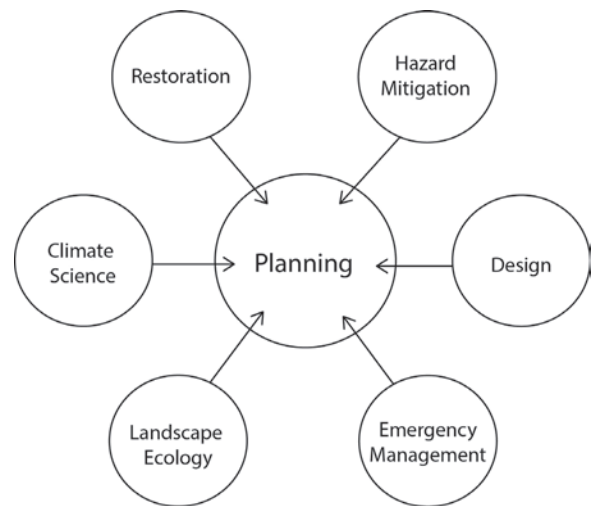 Restoration
Hazard
Mitigation
Climate
Science
Planning
Design
Landscape
Ecology
Emergency
Management